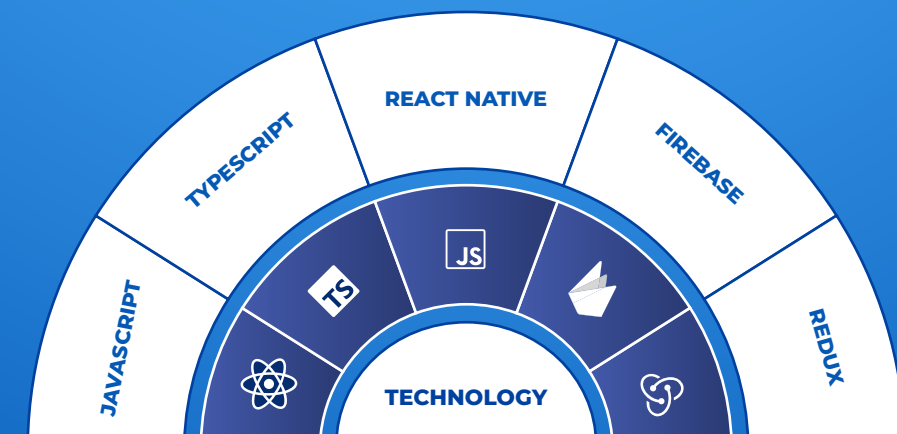 JAVASCRIPT
TYPESCRIPT
REACT NATIVE
FIREBASE
REDUX
TS
JS
TECHNOLOGY